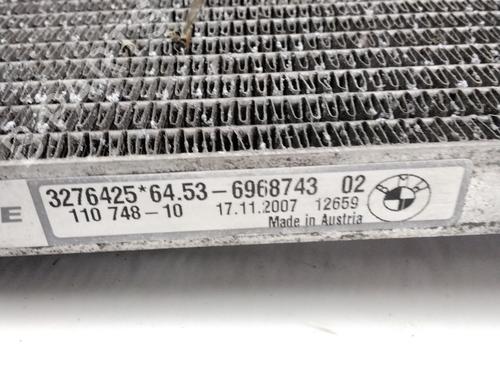 E 3276425*64.53-6968743 02
110 748-10 17.11.2007 12659
Made in Austria